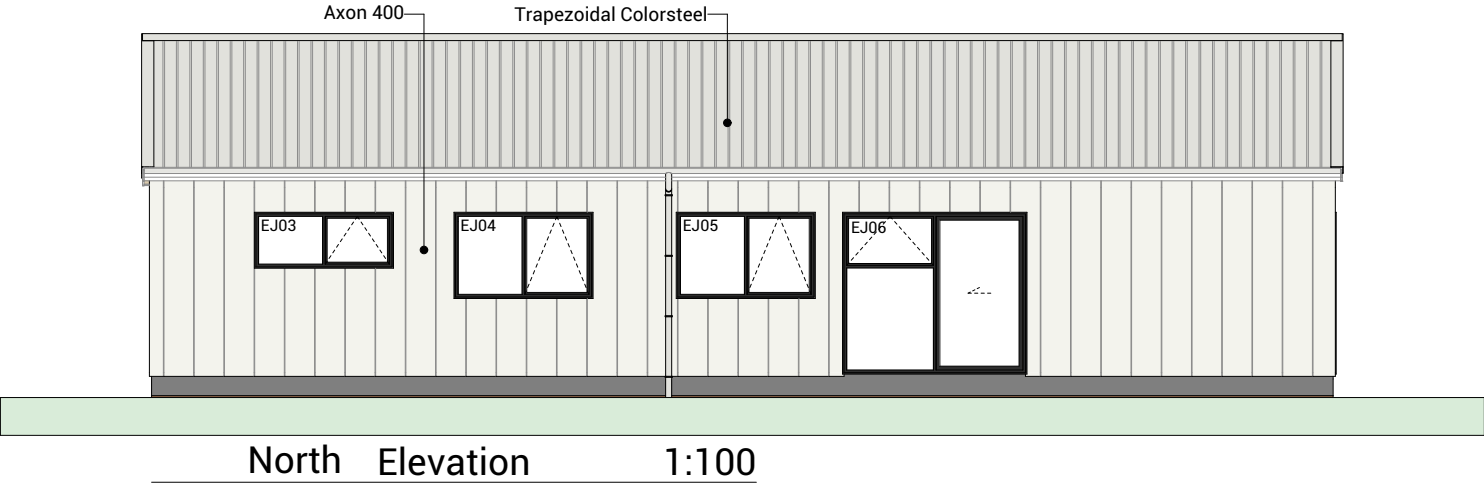 Axon 400
Trapezoidal Colorsteel
EJ03
EJ04
EJ05
EJ06
North Elevation 1:100